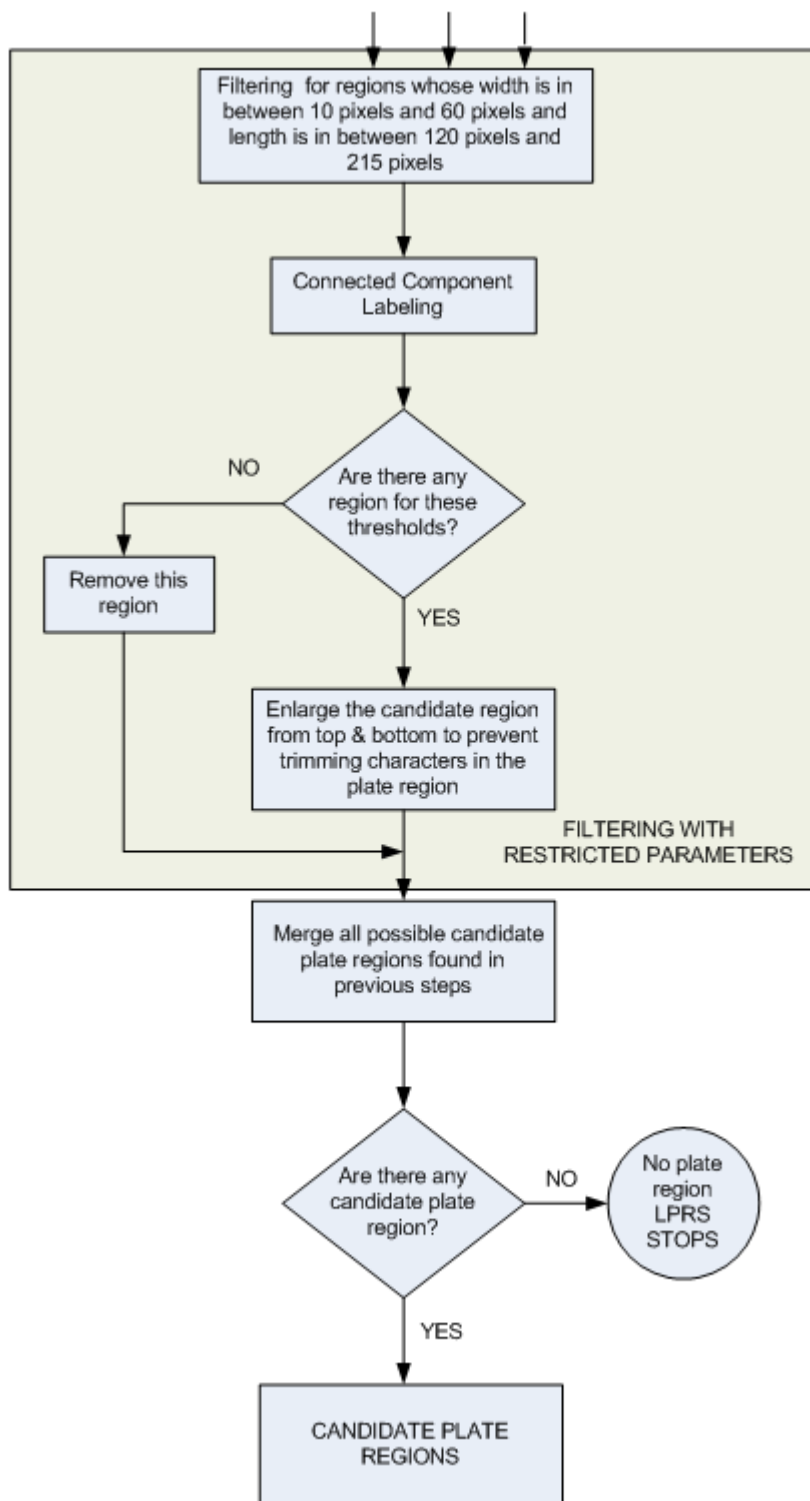 Filtering for regions whose width is in
between 10 pixels and 60 pixels and
length is in between 120 pixels and
215 pixels
Connected Component
Labeling
NO
Are there any
region for these
thresholds?
Remove this
region
YES
Enlarge the candidate region
from top & bottom to prevent
trimming characters in the
plate region
FILTERING WITH
RESTRICTED PARAMETERS
Merge all possible candidate
plate regions found in
previous steps
Are there any
candidate plate
region?
NO
No plate
region
LPRS
STOPS
YES
CANDIDATE PLATE
REGIONS